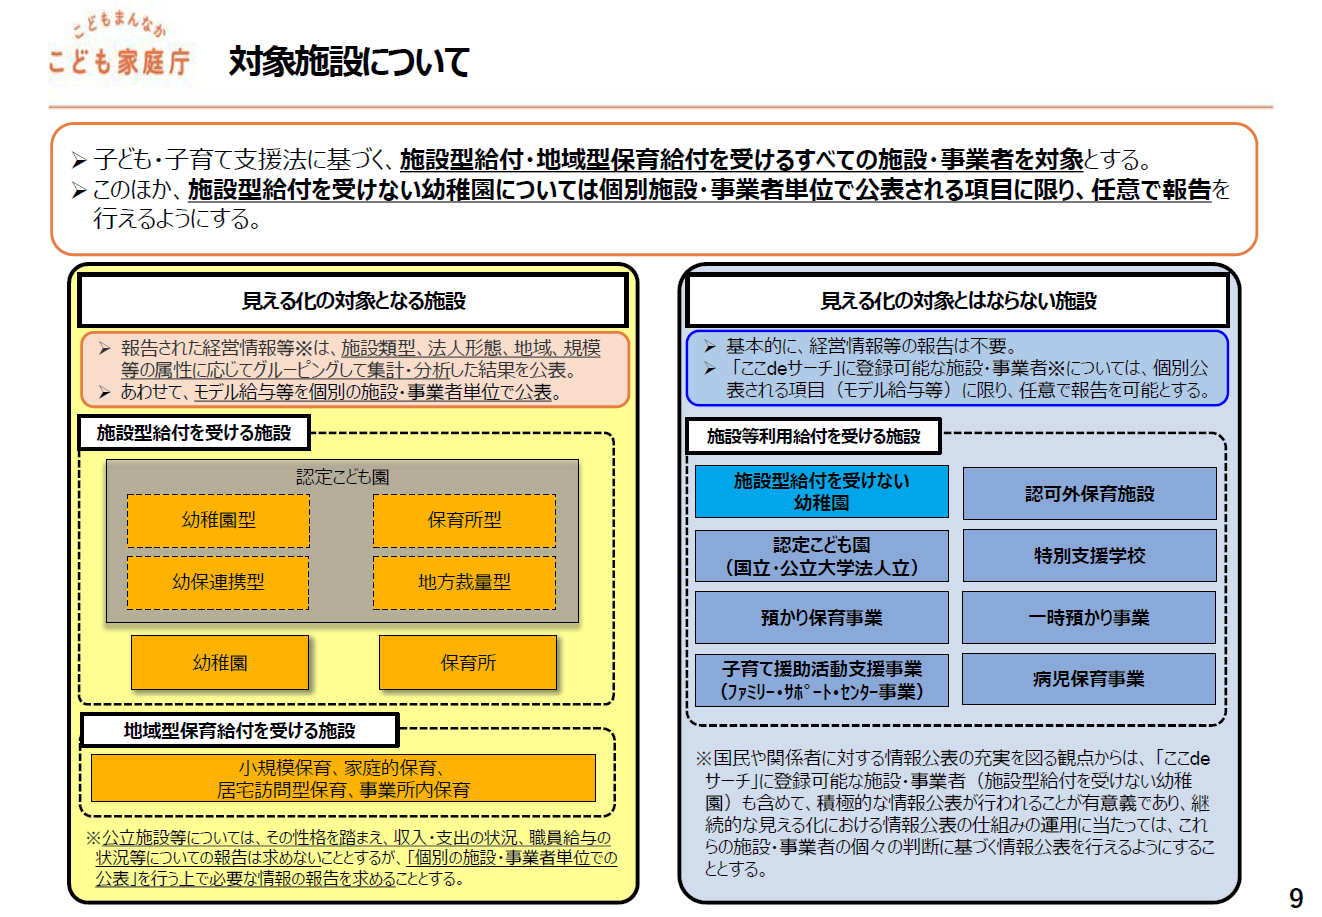 こどもまんなか
こども家庭庁
対象施設について
➢ 子ども・子育て支援法に基づく、施設型給付・地域型保育給付を受けるすべての施設・事業者を対象とする。
➢ このほか、施設型給付を受けない幼稚園については個別施設・事業者単位で公表される項目に限り、任意で報告を
行えるようにする。
見える化の対象となる施設
➢ 報告された経営情報等※は、施設類型、法人形態、地域、規模
等の属性に応じてグルーピングして集計・分析した結果を公表。
➢ あわせて、モデル給与等を個別の施設・事業者単位で公表。
施設型給付を受ける施設
認定こども園
幼稚園型
保育所型
幼保連携型
地方裁量型
幼稚園
保育所
地域型保育給付を受ける施設
小規模保育、家庭的保育、
居宅訪問型保育、事業所内保育
※公立施設等については、その性格を踏まえ、収入・支出の状況、職員給与の
状況等についての報告は求めないこととするが、「個別の施設・事業者単位での
公表」を行う上で必要な情報の報告を求めることとする。
見える化の対象とはならない施設
➢ 基本的に、経営情報等の報告は不要。
➢ 「ここdeサーチ」に登録可能な施設・事業者※については、個別公
表される項目（モデル給与等）に限り、任意で報告を可能とする。
施設等利用給付を受ける施設
施設型給付を受けない
幼稚園
認可外保育施設
認定こども園
（国立・公立大学法人立）
特別支援学校
預かり保育事業
一時預かり事業
子育て援助活動支援事業
（ファミリー・サポート・センター事業）
病児保育事業
※国民や関係者に対する情報公表の充実を図る観点からは、「ここde
サーチ」に登録可能な施設・事業者（施設型給付を受けない幼稚
園）も含めて、積極的な情報公表が行われることが有意義であり、継
続的な見える化における情報公表の仕組みの運用に当たっては、これ
らの施設・事業者の個々の判断に基づく情報公表を行えるようにするこ
ととする。
9